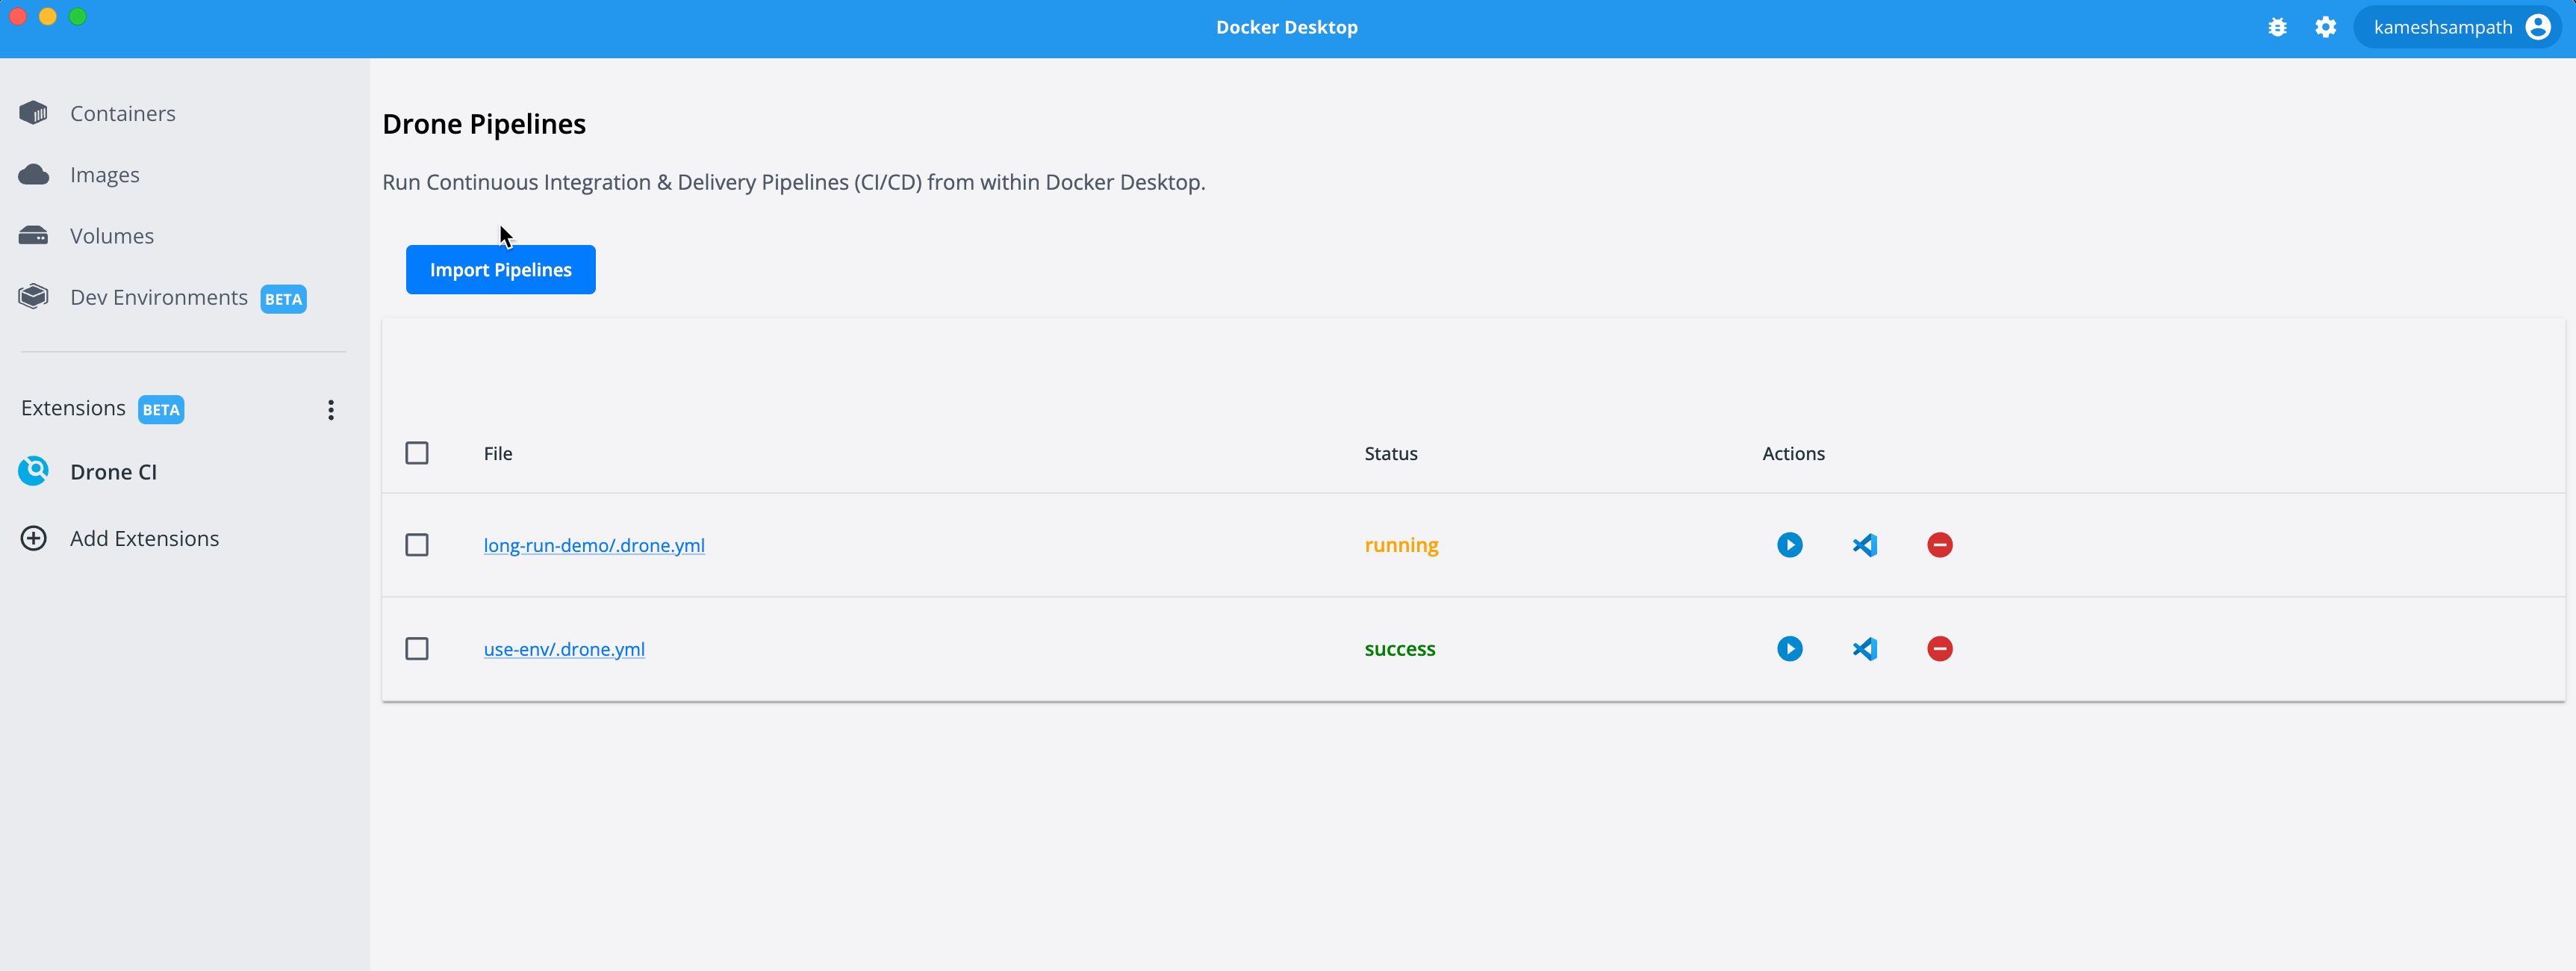 Docker Desktop
kameshsampath
Containers
Images
Volumes
Dev Environments BETA
Extensions BETA
Drone CI
Add Extensions
Drone Pipelines
Run Continuous Integration & Delivery Pipelines (CI/CD) from within Docker Desktop.
Import Pipelines
File Status Actions
long-run-demo/.drone.yml running
use-env/.drone.yml success